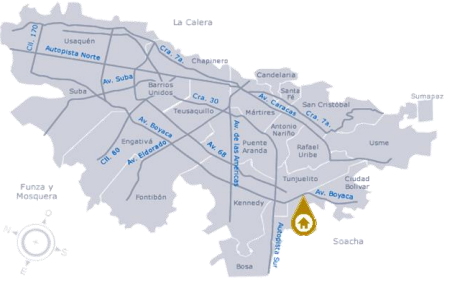 La Calera
Cll. 170
Usaquén
Autopista Norte
Cra. 7a.
Chapinero
Av. Suba
Suba
Barrios
Unidos
Candelaria
Santa
Fé
Sumapaz
Cra. 30
Av. Caracas
San Cristobal
Teusaquillo
Mártires
Cra. 7a.
Av. Boyaca
Antonio
Nariño
Engativá
Av. Eldorado
Cll. 80
Av. 68
Av. de las Americas
Puente
Aranda
Rafael
Uribe
Usme
Tunjuelito
Ciudad
Bolivar
Av. Boyaca
Funza y
Mosquera
Fontibón
Kennedy
Autopista Sur
Soacha
Bosa
N
O
S
E